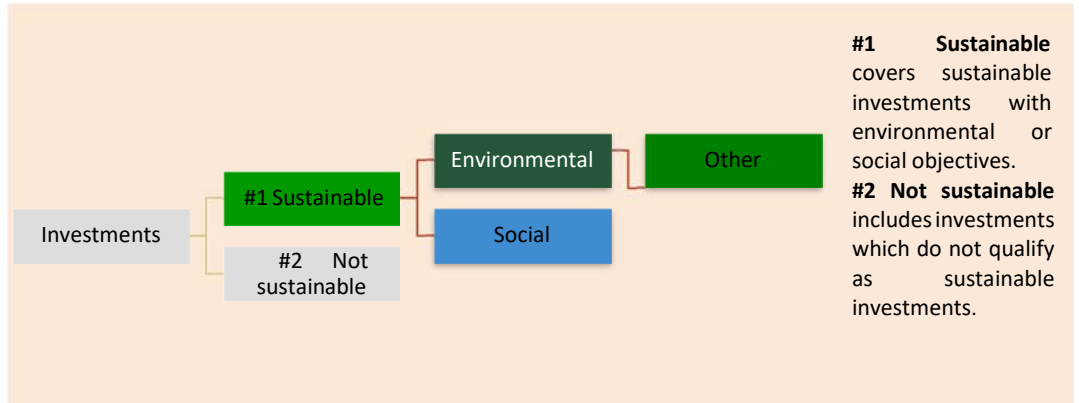 Investments
#1 Sustainable
#2 Not
sustainable
Environmental
Social
Other
#1 Sustainable
covers sustainable
investments with
environmental or
social objectives.
#2 Not sustainable
includes investments
which do not qualify
as sustainable
investments.